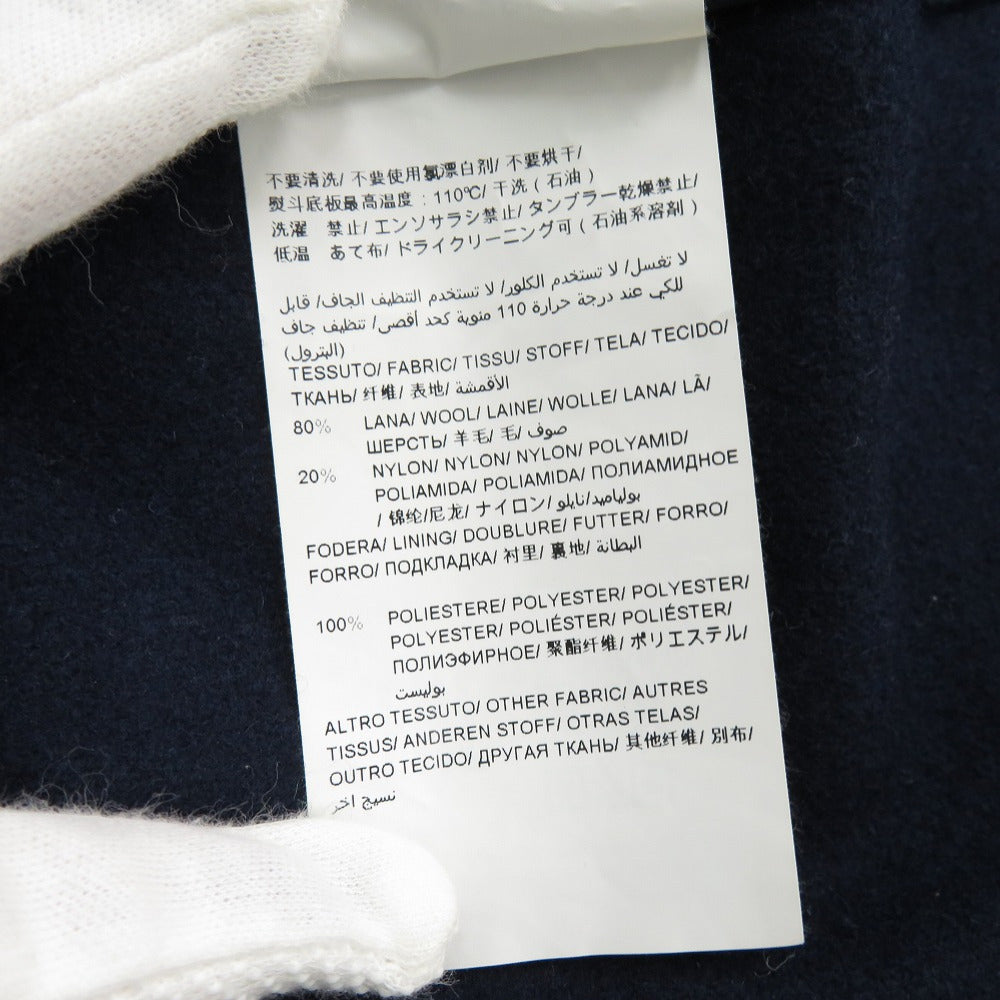 不要清洗/ 不要使用氯漂白剂/ 不要烘干/
熨斗底板最高温度：110℃/ 干洗（石油）
洗濯　禁止/ エンソサラシ禁止/ タンブラー乾燥禁止/
低温　あて布/ ドライクリーニング可（石油系溶剤）
لا تغسل/ لا تستخدم الكلور/ لا تستخدم التنظيف الجاف/ قابل
للكي عند درجة حرارة 110 مئوية كحد أقصى/ تنظيف جاف
(البترول)
TESSUTO/ FABRIC/ TISSU/ STOFF/ TELA/ TECIDO/
ТКАНЬ/ 纤维/ 表地/ الأقمشة
80% LANA/ WOOL/ LAINE/ WOLLE/ LANA/ LÃ/
ШЕРСТЬ/ 羊毛/ 毛/ صوف
20% NYLON/ NYLON/ NYLON/ POLYAMID/
POLIAMIDA/ POLIAMIDA/ ПОЛИАМИДНОЕ
/ 锦纶/尼龙/ ナイロン/ بولياميد/نايلو
FODERA/ LINING/ DOUBLURE/ FUTTER/ FORRO/
FORRO/ ПОДКЛАДКА/ 衬里/ 裏地/ البطانة
100% POLIESTERE/ POLYESTER/ POLYESTER/
POLYESTER/ POLIÉSTER/ POLIÉSTER/
ПОЛИЭФИРНОЕ/ 聚酯纤维/ ポリエステル/
بوليست
ALTRO TESSUTO/ OTHER FABRIC/ AUTRES
TISSUS/ ANDEREN STOFF/ OTRAS TELAS/
OUTRO TECIDO/ ДРУГАЯ ТКАНЬ/ 其他纤维/ 別布/
نسيج آخر